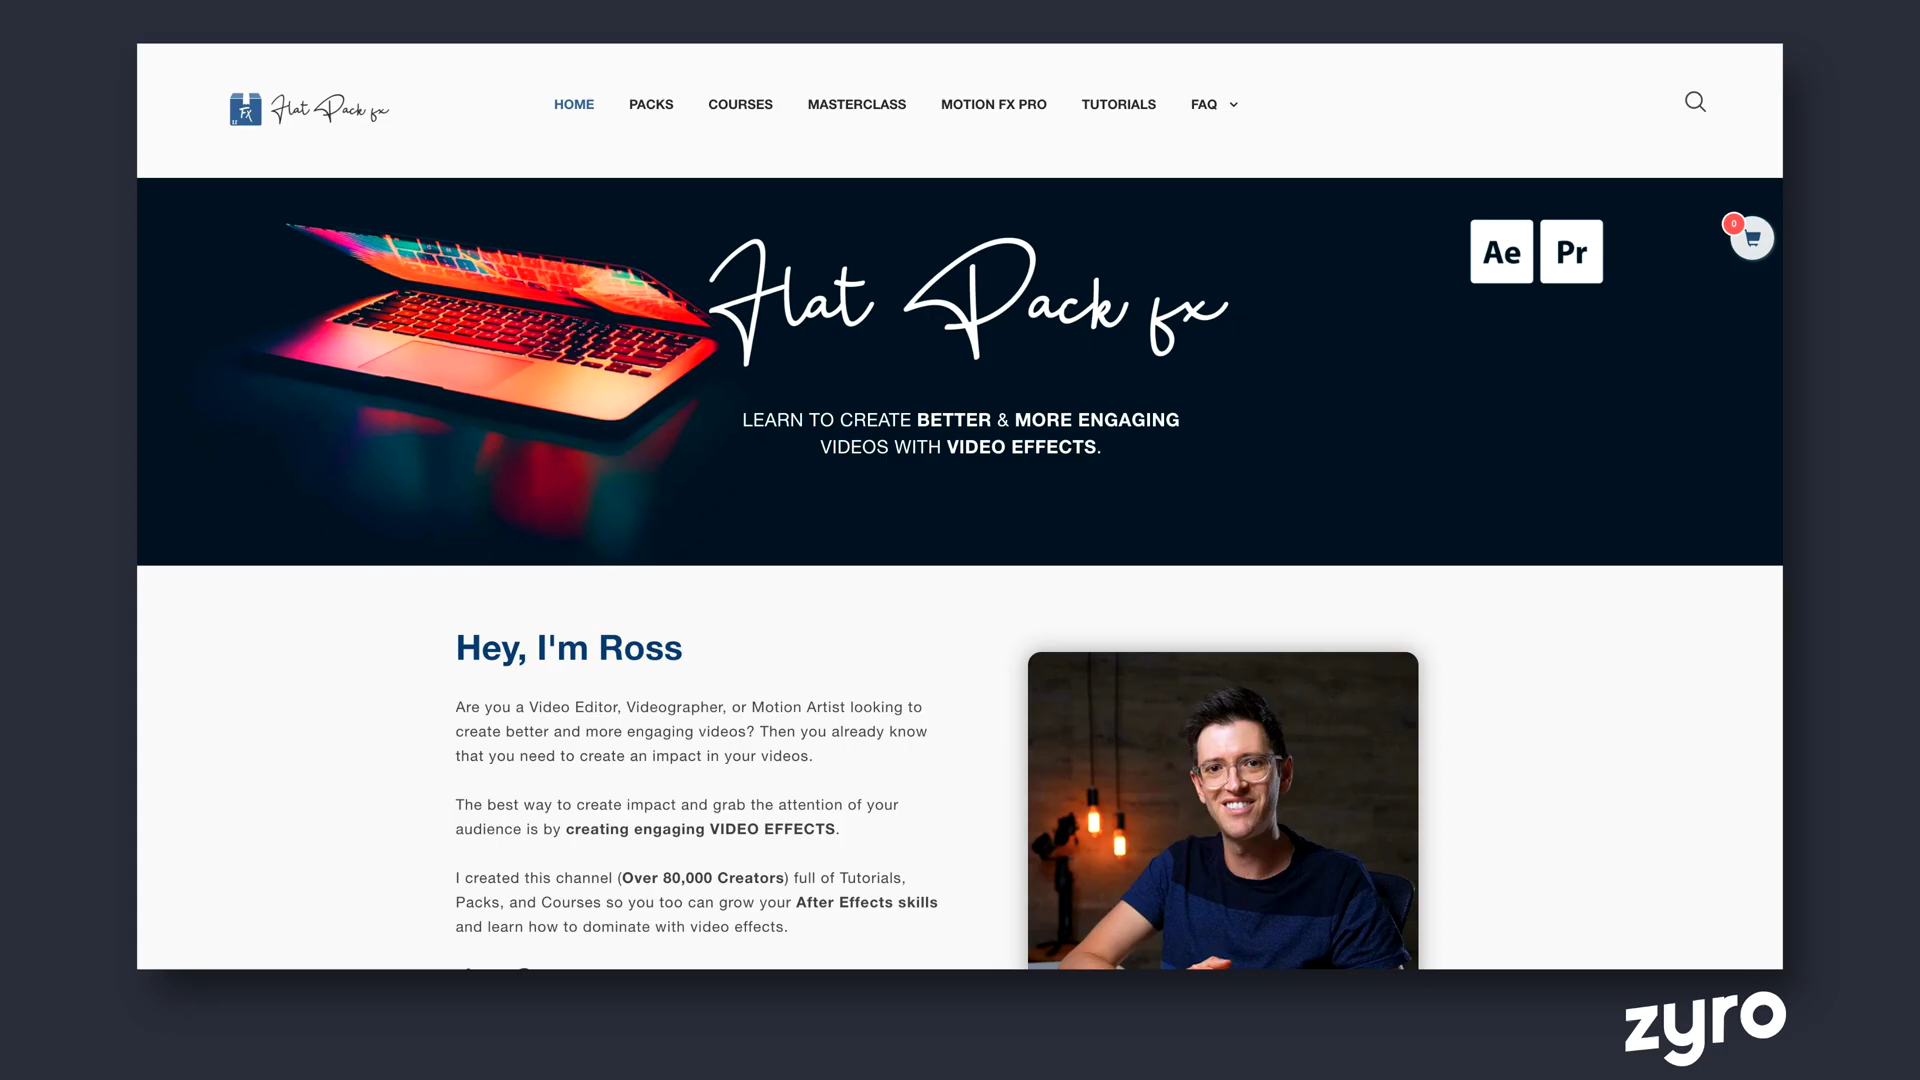 FX
Flat Pack fx
HOME PACKS COURSES MASTERCLASS MOTION FX PRO TUTORIALS FAQ
Flat Pack fx
Ae Pr
0
LEARN TO CREATE BETTER & MORE ENGAGING
VIDEOS WITH VIDEO EFFECTS.
Hey, I'm Ross
Are you a Video Editor, Videographer, or Motion Artist looking to
create better and more engaging videos? Then you already know
that you need to create an impact in your videos.
The best way to create impact and grab the attention of your
audience is by creating engaging VIDEO EFFECTS.
I created this channel (Over 80,000 Creators) full of Tutorials,
Packs, and Courses so you too can grow your After Effects skills
and learn how to dominate with video effects.
zyro